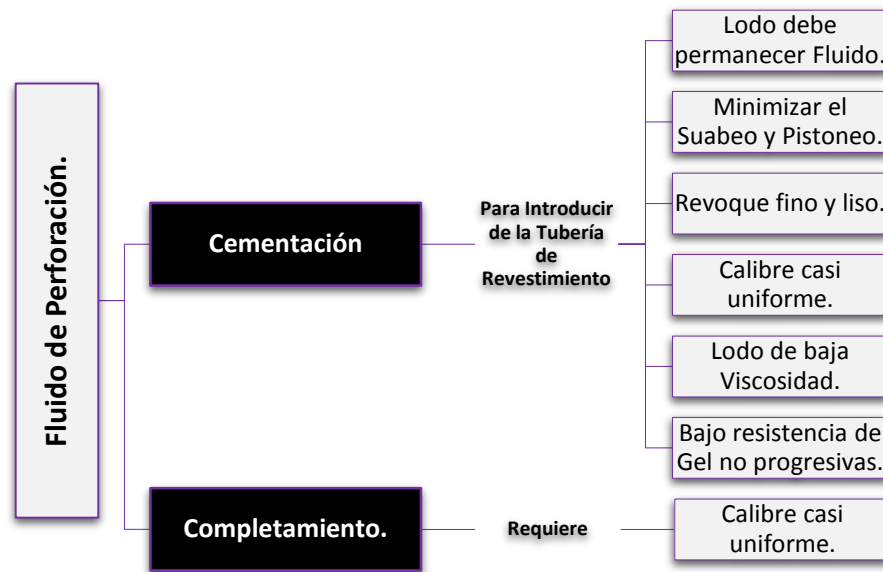 Fluido de Perforación.
Cementación
Para Introducir
de la Tubería
de
Revestimiento
Lodo debe
permanecer Fluido.
Minimizar el
Suabeo y Pistoneo.
Revoque fino y liso.
Calibre casi
uniforme.
Lodo de baja
Viscosidad.
Bajo resistencia de
Gel no progresivas.
Completamiento.
Requiere
Calibre casi
uniforme.